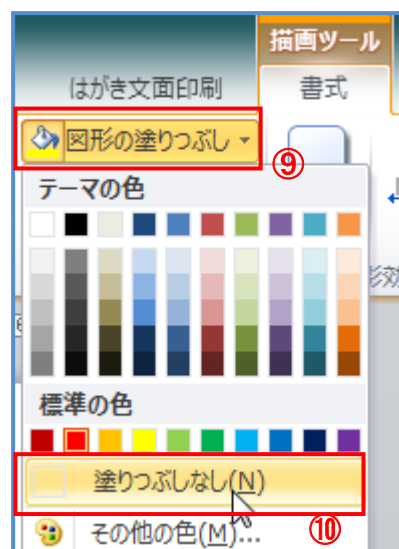 描画ツール
はがき文面印刷 書式
図形の塗りつぶし ⑨
テーマの色
標準の色
塗りつぶしなし(N)
その他の色(M)... ⑩